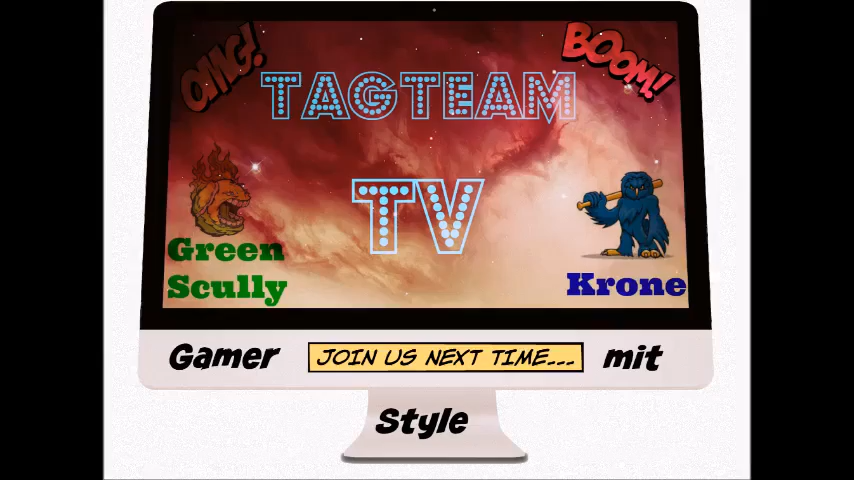 OMG!
BOOM!
TAGTEAM
TV
Green
Scully
Krone
Gamer
JOIN US NEXT TIME...
mit
Style